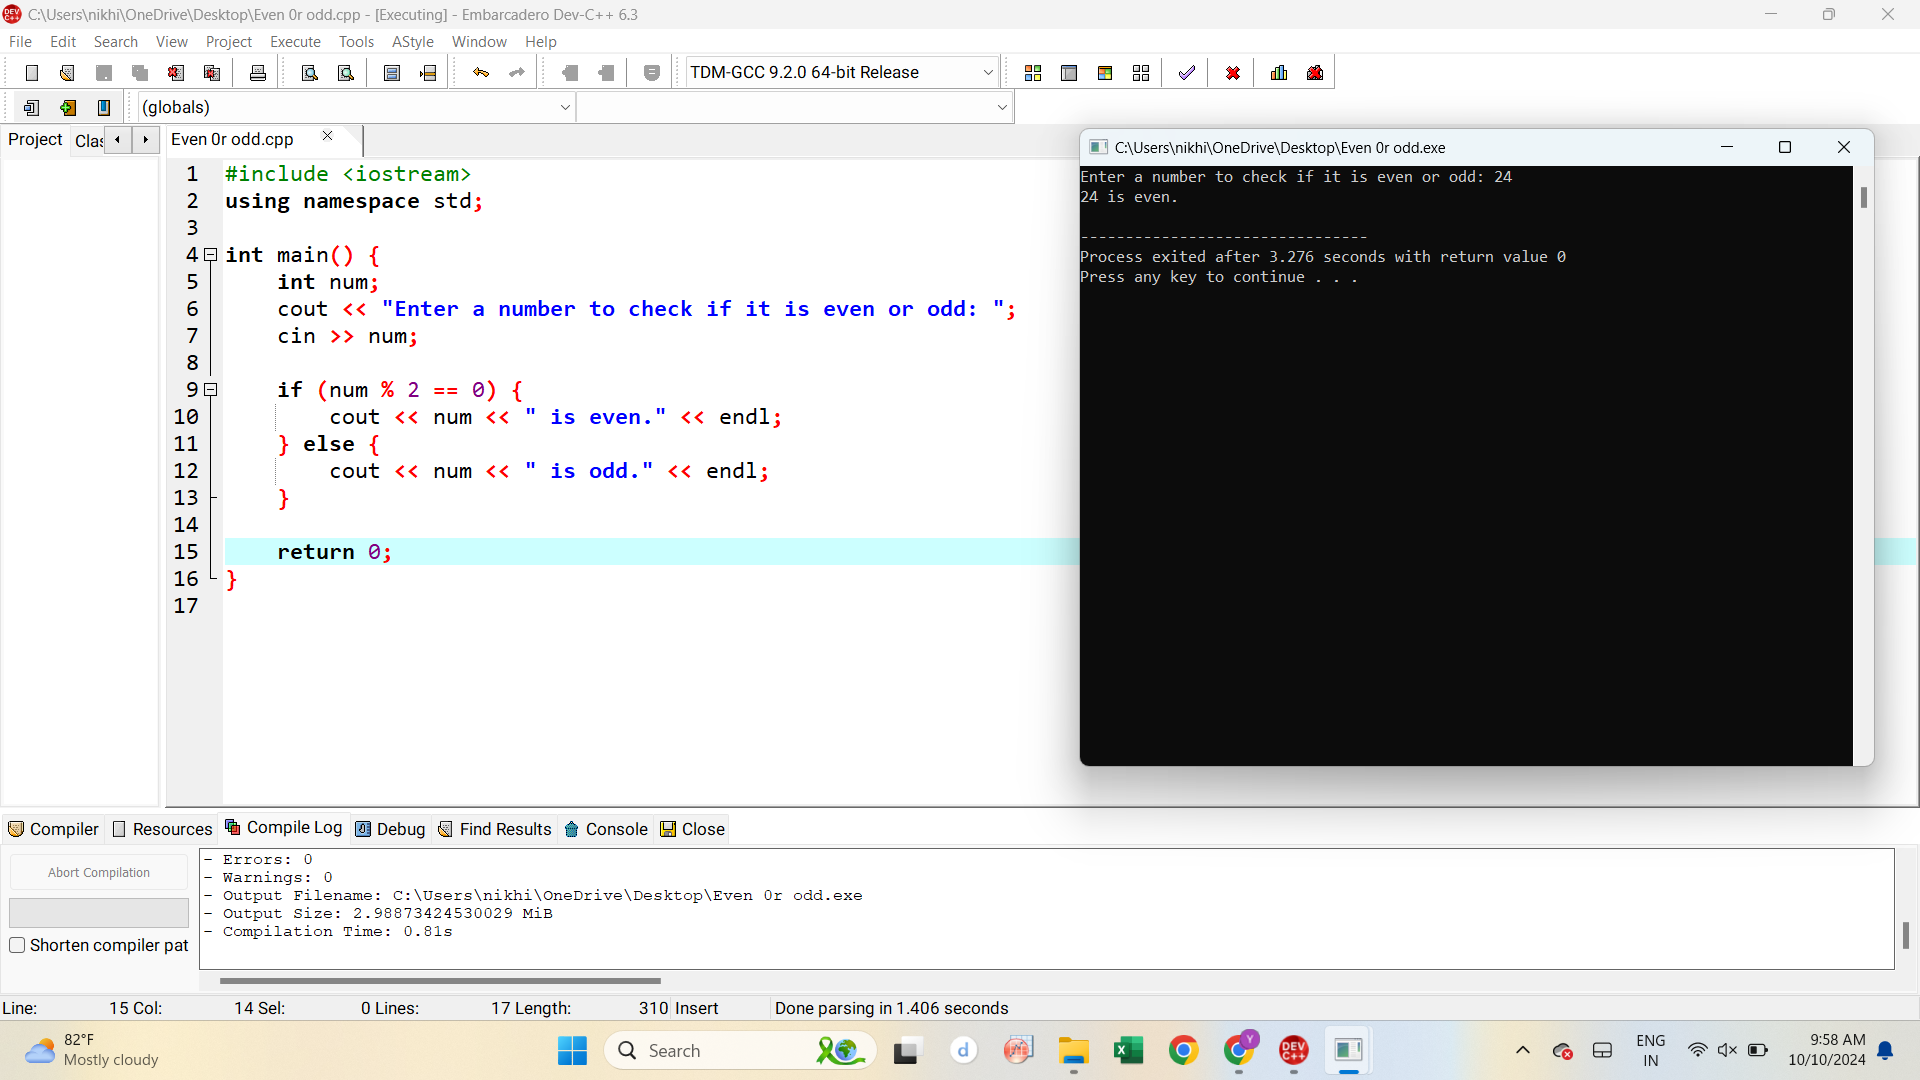 C:\Users\nikhi\OneDrive\Desktop\Even 0r odd.cpp - [Executing] - Embarcadero Dev-C++ 6.3
File Edit Search View Project Execute Tools AStyle Window Help
TDM-GCC 9.2.0 64-bit Release
(globals)
Project Clas
Even 0r odd.cpp
1 #include <iostream>
2 using namespace std;
3
4 int main() {
5     int num;
6     cout << "Enter a number to check if it is even or odd: ";
7     cin >> num;
8
9     if (num % 2 == 0) {
10         cout << num << " is even." << endl;
11     } else {
12         cout << num << " is odd." << endl;
13     }
14
15     return 0;
16 }
17
C:\Users\nikhi\OneDrive\Desktop\Even 0r odd.exe
Enter a number to check if it is even or odd: 24
24 is even.
--------------------------------
Process exited after 3.276 seconds with return value 0
Press any key to continue . . .
Compiler Resources Compile Log Debug Find Results Console Close
Abort Compilation
Shorten compiler pat
- Errors: 0
- Warnings: 0
- Output Filename: C:\Users\nikhi\OneDrive\Desktop\Even 0r odd.exe
- Output Size: 2.98873424530029 MiB
- Compilation Time: 0.81s
Line: 15 Col: 14 Sel: 0 Lines: 17 Length: 310 Insert Done parsing in 1.406 seconds
82°F
Mostly cloudy
Search
d
Y
DEV C++
ENG
IN
9:58 AM
10/10/2024